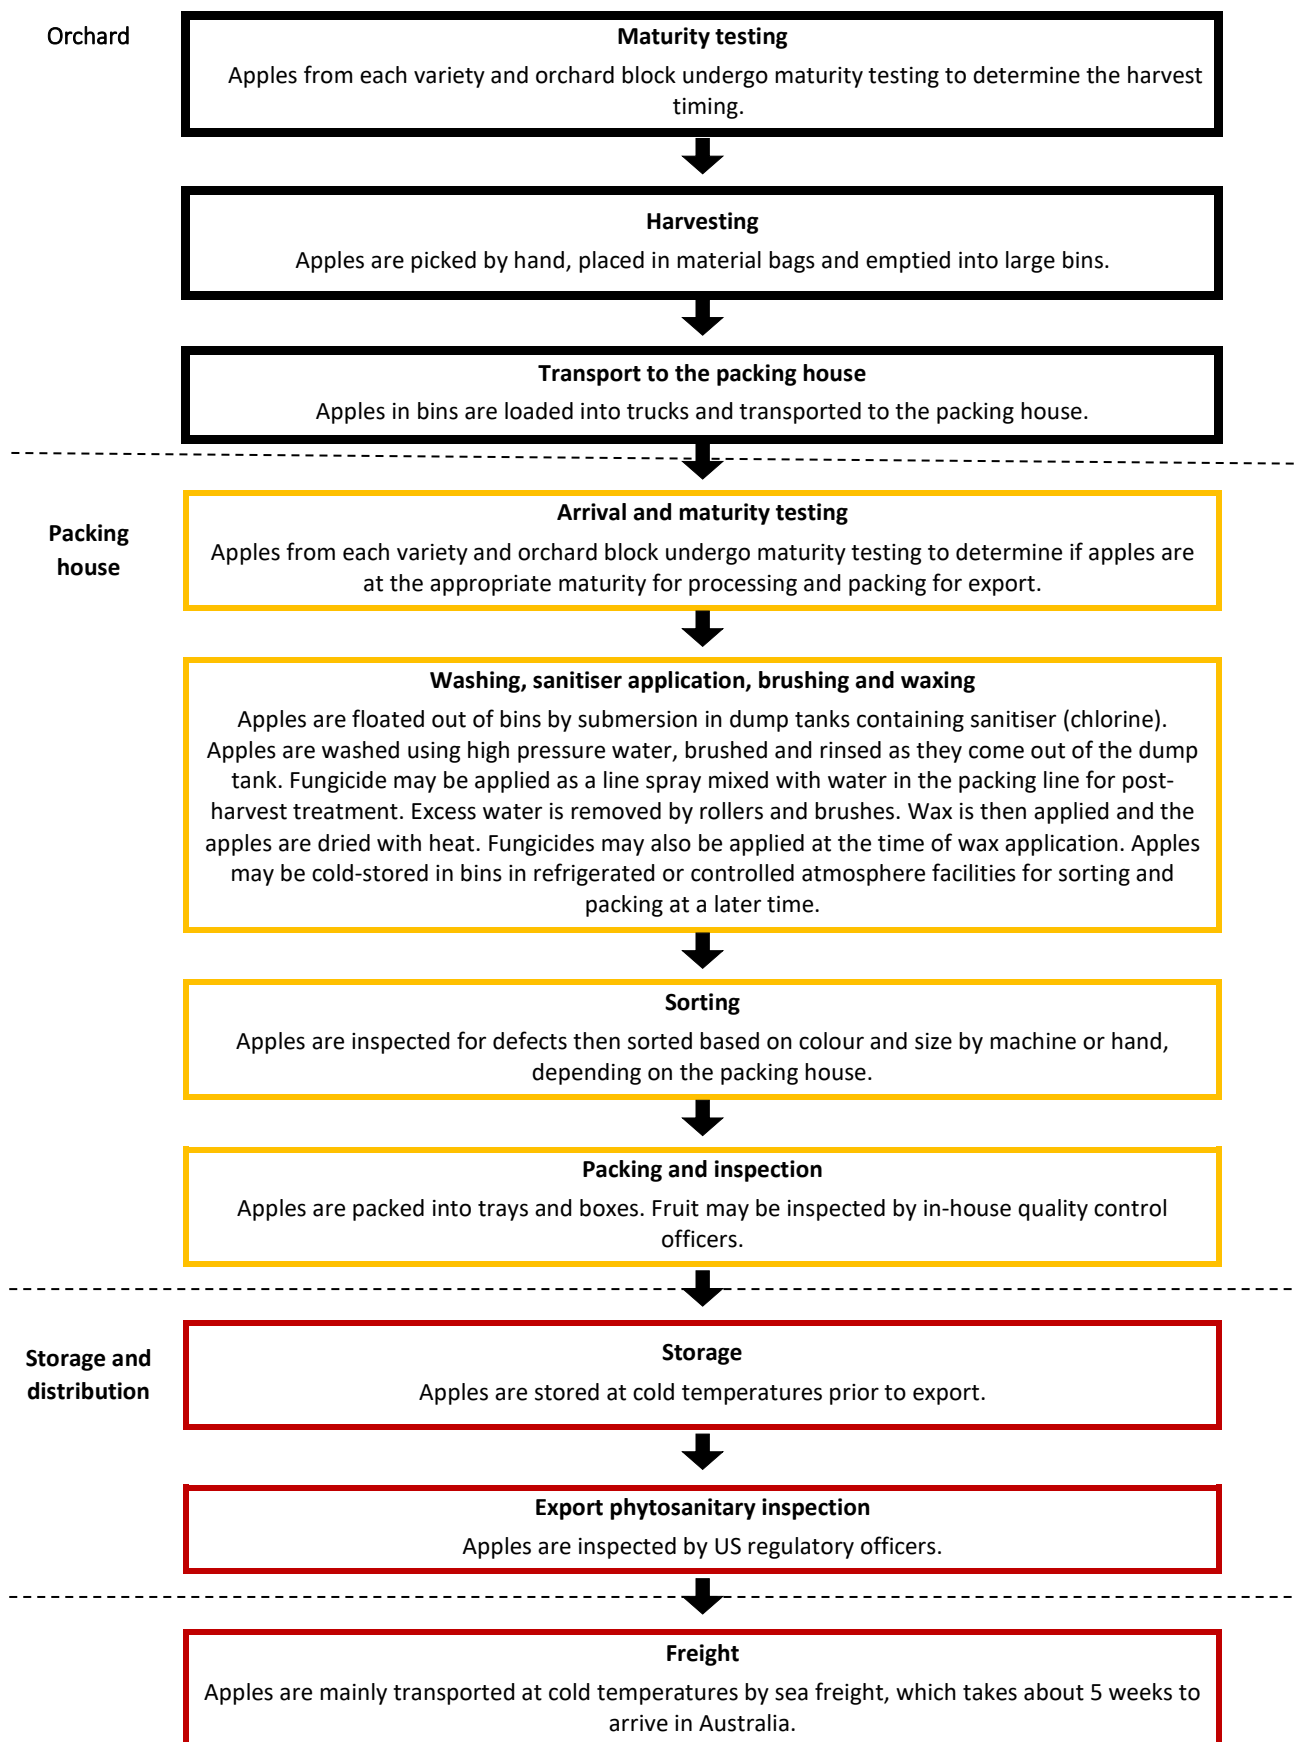 Orchard
Maturity testing
Apples from each variety and orchard block undergo maturity testing to determine the harvest
timing.
Harvesting
Apples are picked by hand, placed in material bags and emptied into large bins.
Transport to the packing house
Apples in bins are loaded into trucks and transported to the packing house.
Packing
house
Arrival and maturity testing
Apples from each variety and orchard block undergo maturity testing to determine if apples are
at the appropriate maturity for processing and packing for export.
Washing, sanitiser application, brushing and waxing
Apples are floated out of bins by submersion in dump tanks containing sanitiser (chlorine).
Apples are washed using high pressure water, brushed and rinsed as they come out of the dump
tank. Fungicide may be applied as a line spray mixed with water in the packing line for post-
harvest treatment. Excess water is removed by rollers and brushes. Wax is then applied and the
apples are dried with heat. Fungicides may also be applied at the time of wax application. Apples
may be cold-stored in bins in refrigerated or controlled atmosphere facilities for sorting and
packing at a later time.
Sorting
Apples are inspected for defects then sorted based on colour and size by machine or hand,
depending on the packing house.
Packing and inspection
Apples are packed into trays and boxes. Fruit may be inspected by in-house quality control
officers.
Storage and
distribution
Storage
Apples are stored at cold temperatures prior to export.
Export phytosanitary inspection
Apples are inspected by US regulatory officers.
Freight
Apples are mainly transported at cold temperatures by sea freight, which takes about 5 weeks to
arrive in Australia.